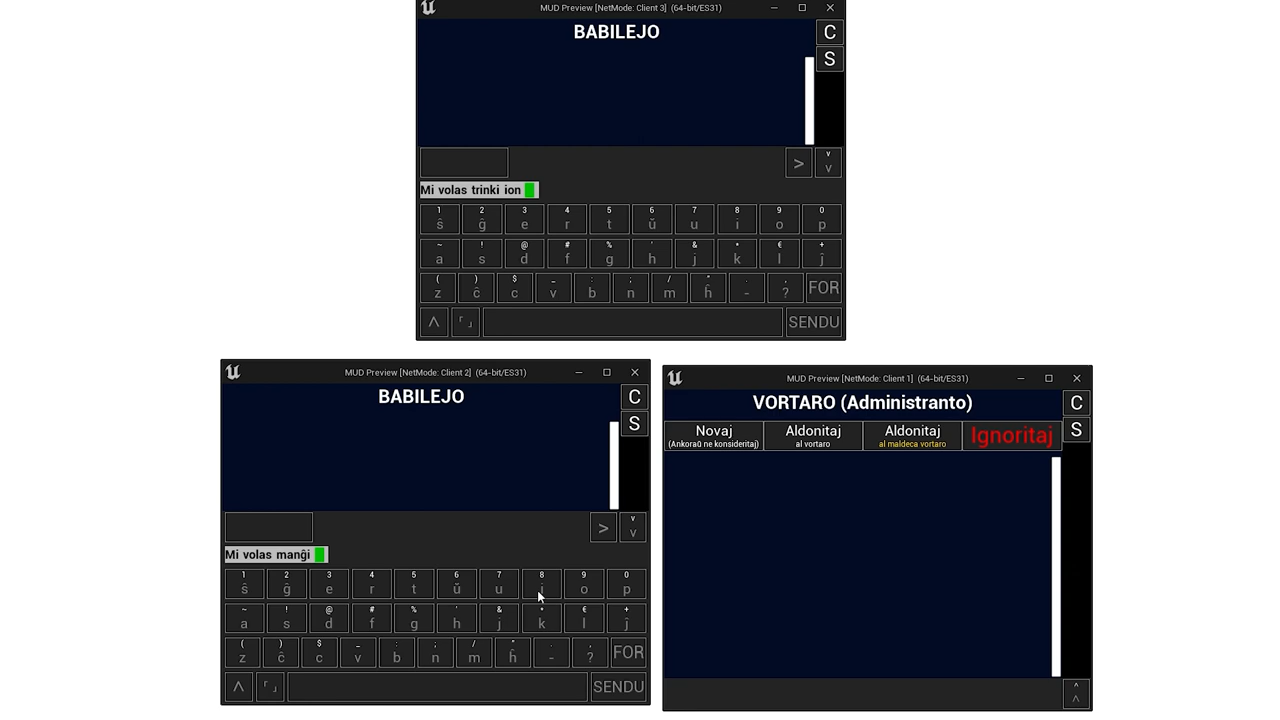 MUD Preview [NetMode: Client 3] (64-bit/ES31)
BABILEJO
C
S
>
v
v
Mi volas trinki ion
1 2 3 4 5 6 7 8 9 0
ŝ ĝ e r t ŭ u i o p
~ ! @ # % ' & * € +
a s d f g h j k l ĵ
( ) $ _ : ; / " . ,
z ĉ c v b n m ĥ - ? FOR
^ 「」 SENDU
MUD Preview [NetMode: Client 2] (64-bit/ES31)
BABILEJO
C
S
>
v
v
Mi volas manĝi
1 2 3 4 5 6 7 8 9 0
ŝ ĝ e r t ŭ u i o p
~ ! @ # % ' & * € +
a s d f g h j k l ĵ
( ) $ _ : ; / " . ,
z ĉ c v b n m ĥ - ? FOR
^ 「」 SENDU
MUD Preview [NetMode: Client 1] (64-bit/ES31)
VORTARO (Administranto)
C
S
Novaj
(Ankoraŭ ne konsideritaj)
Aldonitaj
al vortaro
Aldonitaj
al maldeca vortaro
Ignoritaj
^
^